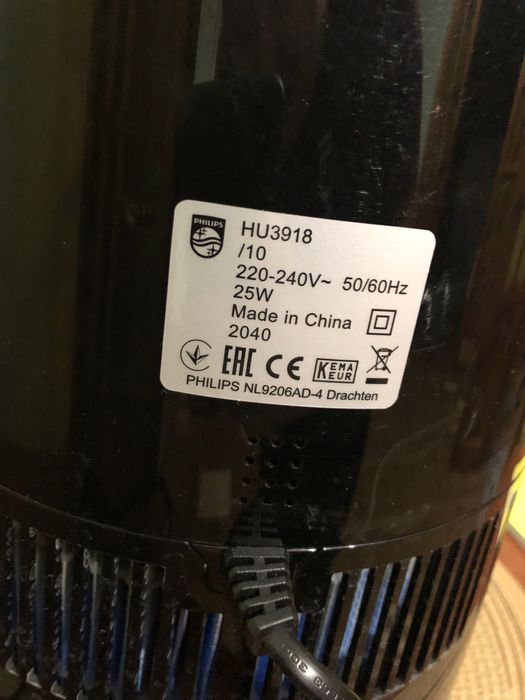 PHILIPS
HU3918
/10
220-240V~ 50/60Hz
25W
Made in China
2040
EAC CE KEMA
KEUR
PHILIPS NL9206AD-4 Drachten